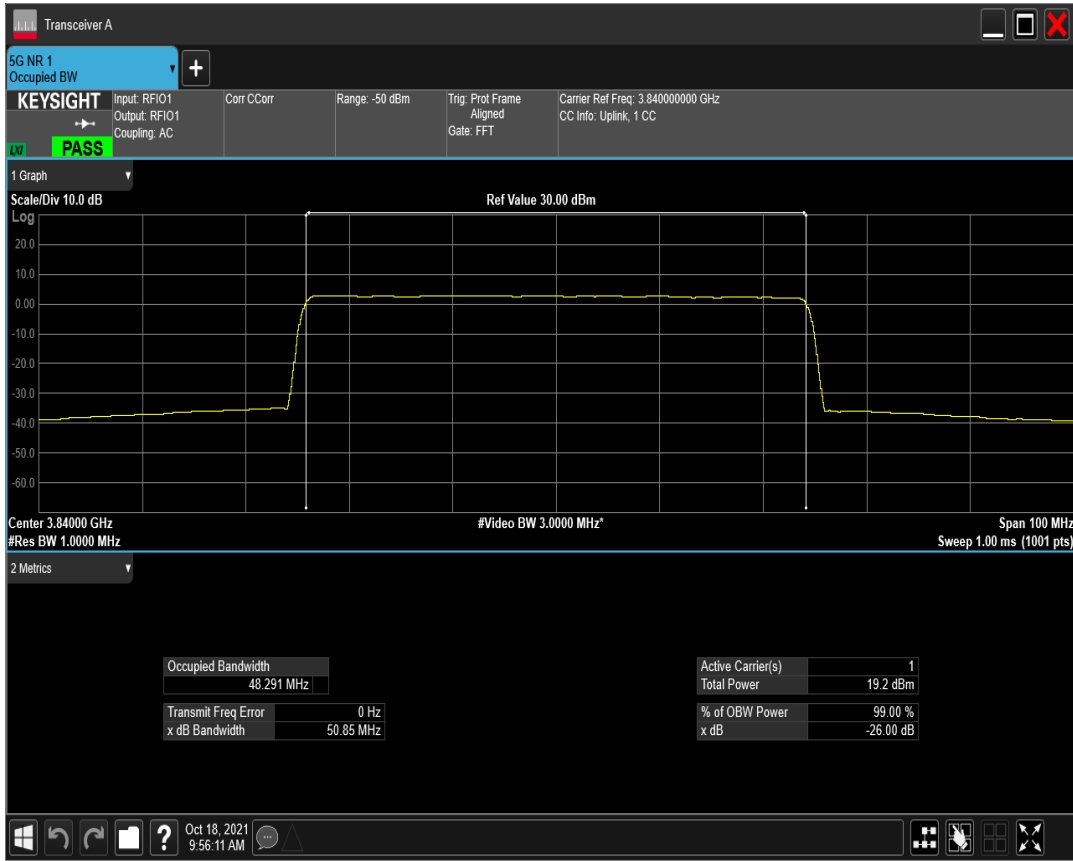 Transceiver A
5G NR 1
Occupied BW
KEYSIGHT
LXI
PASS
Input: RFIO1
Output: RFIO1
Coupling: AC
Corr CCorr
Range: -50 dBm
Trig: Prot Frame
Aligned
Gate: FFT
Carrier Ref Freq: 3.840000000 GHz
CC Info: Uplink, 1 CC
1 Graph
Scale/Div 10.0 dB
Ref Value 30.00 dBm
Log
20.0
10.0
0.00
-10.0
-20.0
-30.0
-40.0
-50.0
-60.0
Center 3.84000 GHz
#Video BW 3.0000 MHz*
Span 100 MHz
#Res BW 1.0000 MHz
Sweep 1.00 ms (1001 pts)
2 Metrics
Occupied Bandwidth
48.291 MHz
Transmit Freq Error 0 Hz
x dB Bandwidth 50.85 MHz
Active Carrier(s) 1
Total Power 19.2 dBm
% of OBW Power 99.00 %
x dB -26.00 dB
?
Oct 18, 2021
9:56:11 AM